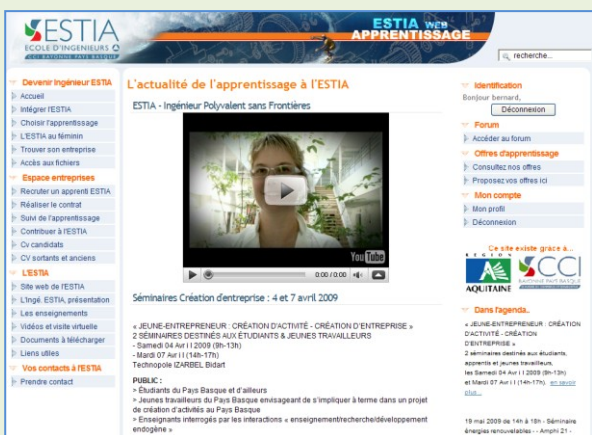 ESTIA
ECOLE D'INGENIEURS
CCI BAYONNE PAYS BASQUE
ESTIA WEB
APPRENTISSAGE
recherche...
Devenir Ingénieur ESTIA
Accueil
Intégrer l'ESTIA
Choisir l'apprentissage
L'ESTIA au féminin
Trouver son entreprise
Accès aux fichiers
Espace entreprises
Recruter un apprenti ESTIA
Réaliser le contrat
Suivi de l'apprentissage
Contribuer à l'ESTIA
Cv candidats
CV sortants et anciens
L'ESTIA
Site web de l'ESTIA
L'Ingé. ESTIA, présentation
Les enseignements
Vidéos et visite virtuelle
Documents à télécharger
Liens utiles
Vos contacts à l'ESTIA
Prendre contact
L'actualité de l'apprentissage à l'ESTIA
ESTIA - Ingénieur Polyvalent sans Frontières
YouTube
0:00 / 0:00
Séminaires Création d'entreprise : 4 et 7 avril 2009
« JEUNE-ENTREPRENEUR : CRÉATION D'ACTIVITÉ - CRÉATION D'ENTREPRISE »
2 SÉMINAIRES DESTINÉS AUX ÉTUDIANTS & JEUNES TRAVAILLEURS
- Samedi 04 Avr i l 2009 (9h-13h)
- Mardi 07 Avr i l (14h-17h)
Technopole IZARBEL Bidart
PUBLIC :
> Étudiants du Pays Basque et d'ailleurs
> Jeunes travailleurs du Pays Basque envisageant de s'impliquer à terme dans un projet
de création d'activités au Pays Basque
> Enseignants interrogés par les interactions « enseignement/recherche/développement
endogène »
Identification
Bonjour bernard,
Déconnexion
Forum
Accéder au forum
Offres d'apprentissage
Consultez nos offres
Proposez vos offres ici
Mon compte
Mon profil
Déconnexion
Ce site existe grace à...
REGION
AQUITAINE
CCI
BAYONNE PAYS BASQUE
Dans l'agenda..
« JEUNE-ENTREPRENEUR : CRÉATION
D'ACTIVITÉ - CRÉATION
D'ENTREPRISE »
2 séminaires destinés aux étudiants,
apprentis et jeunes travailleurs,
les Samedi 04 Avr i l 2009 (9h-13h)
et Mardi 07 Avr i l (14h-17h). en savoir
plus...
19 mai 2009 de 14h à 18h - Séminaire
énergies renouvelables - - Amphi 21 -